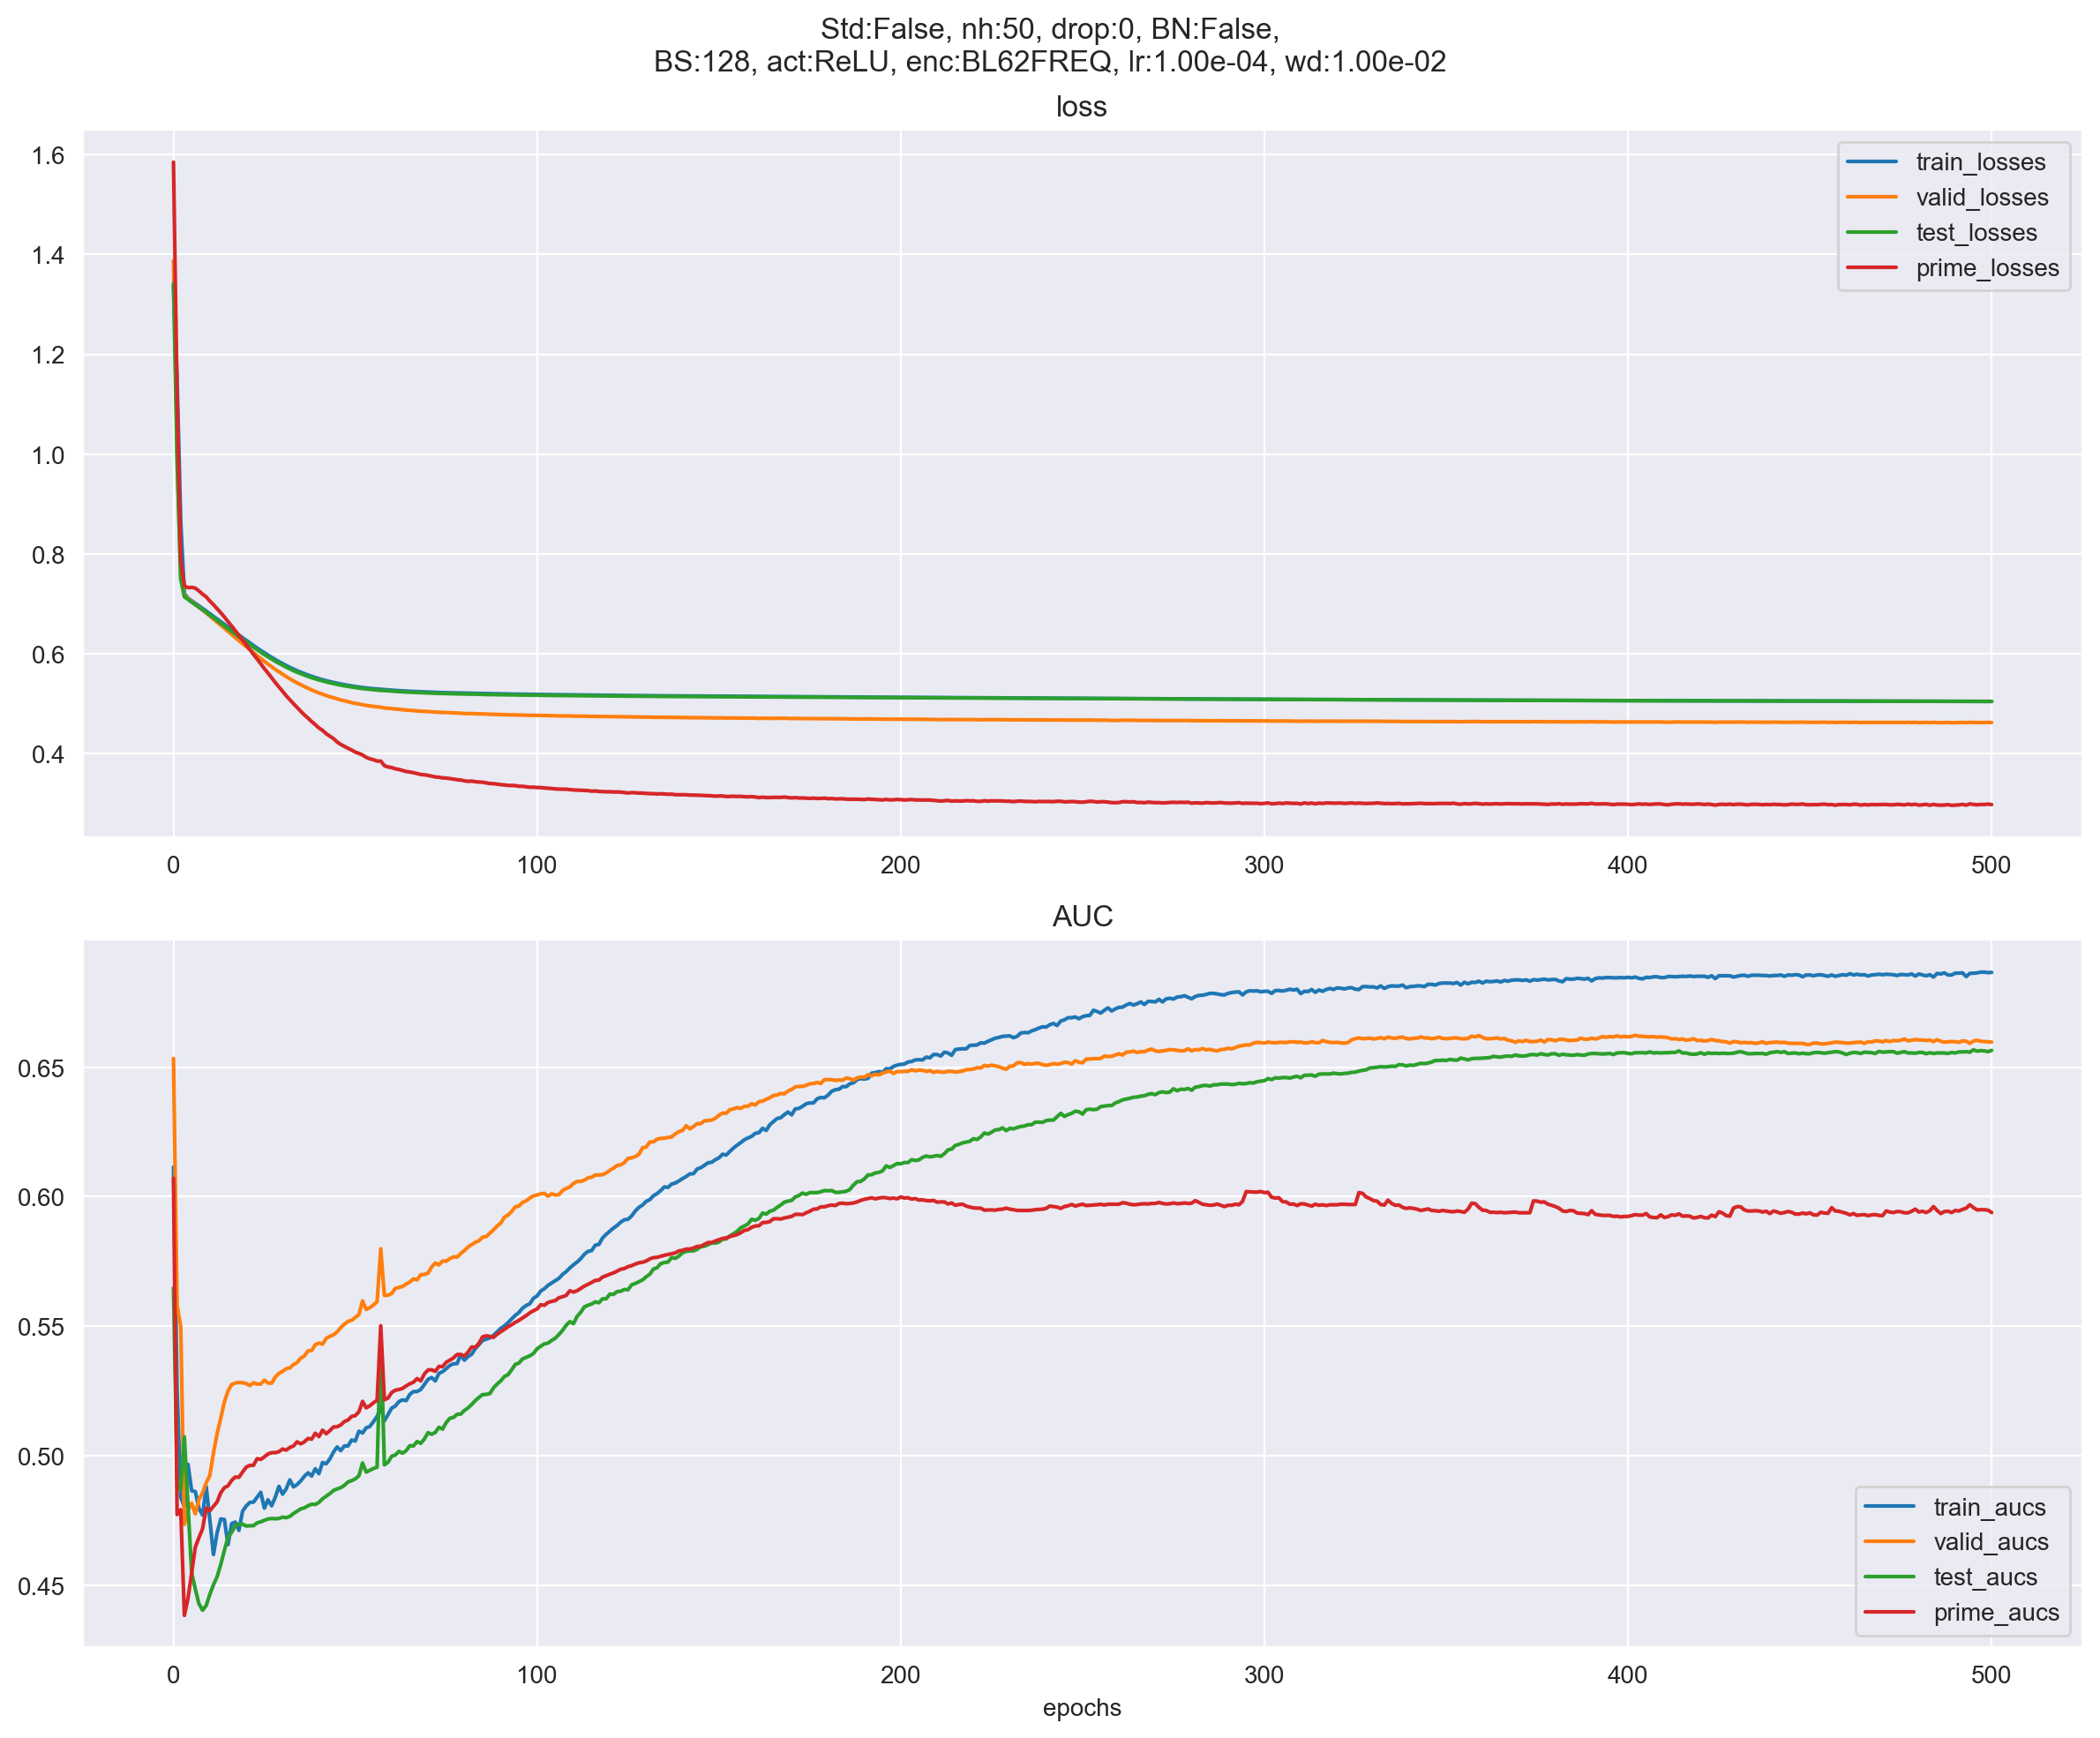 Std:False, nh:50, drop:0, BN:False,
BS:128, act:ReLU, enc:BL62FREQ, lr:1.00e-04, wd:1.00e-02
loss
1.6
1.4
1.2
1.0
0.8
0.6
0.4
train_losses
valid_losses
test_losses
prime_losses
0 100 200 300 400 500
AUC
0.65
0.60
0.55
0.50
0.45
train_aucs
valid_aucs
test_aucs
prime_aucs
0 100 200 300 400 500
epochs